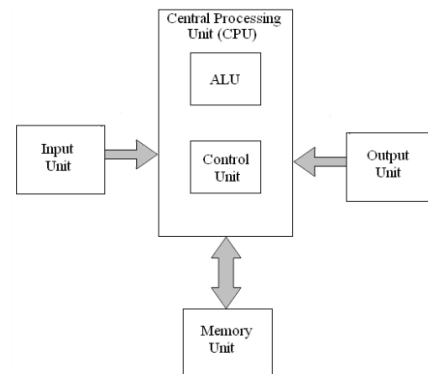 Central Processing
Unit (CPU)
ALU
Input
Unit
Control
Unit
Output
Unit
Memory
Unit